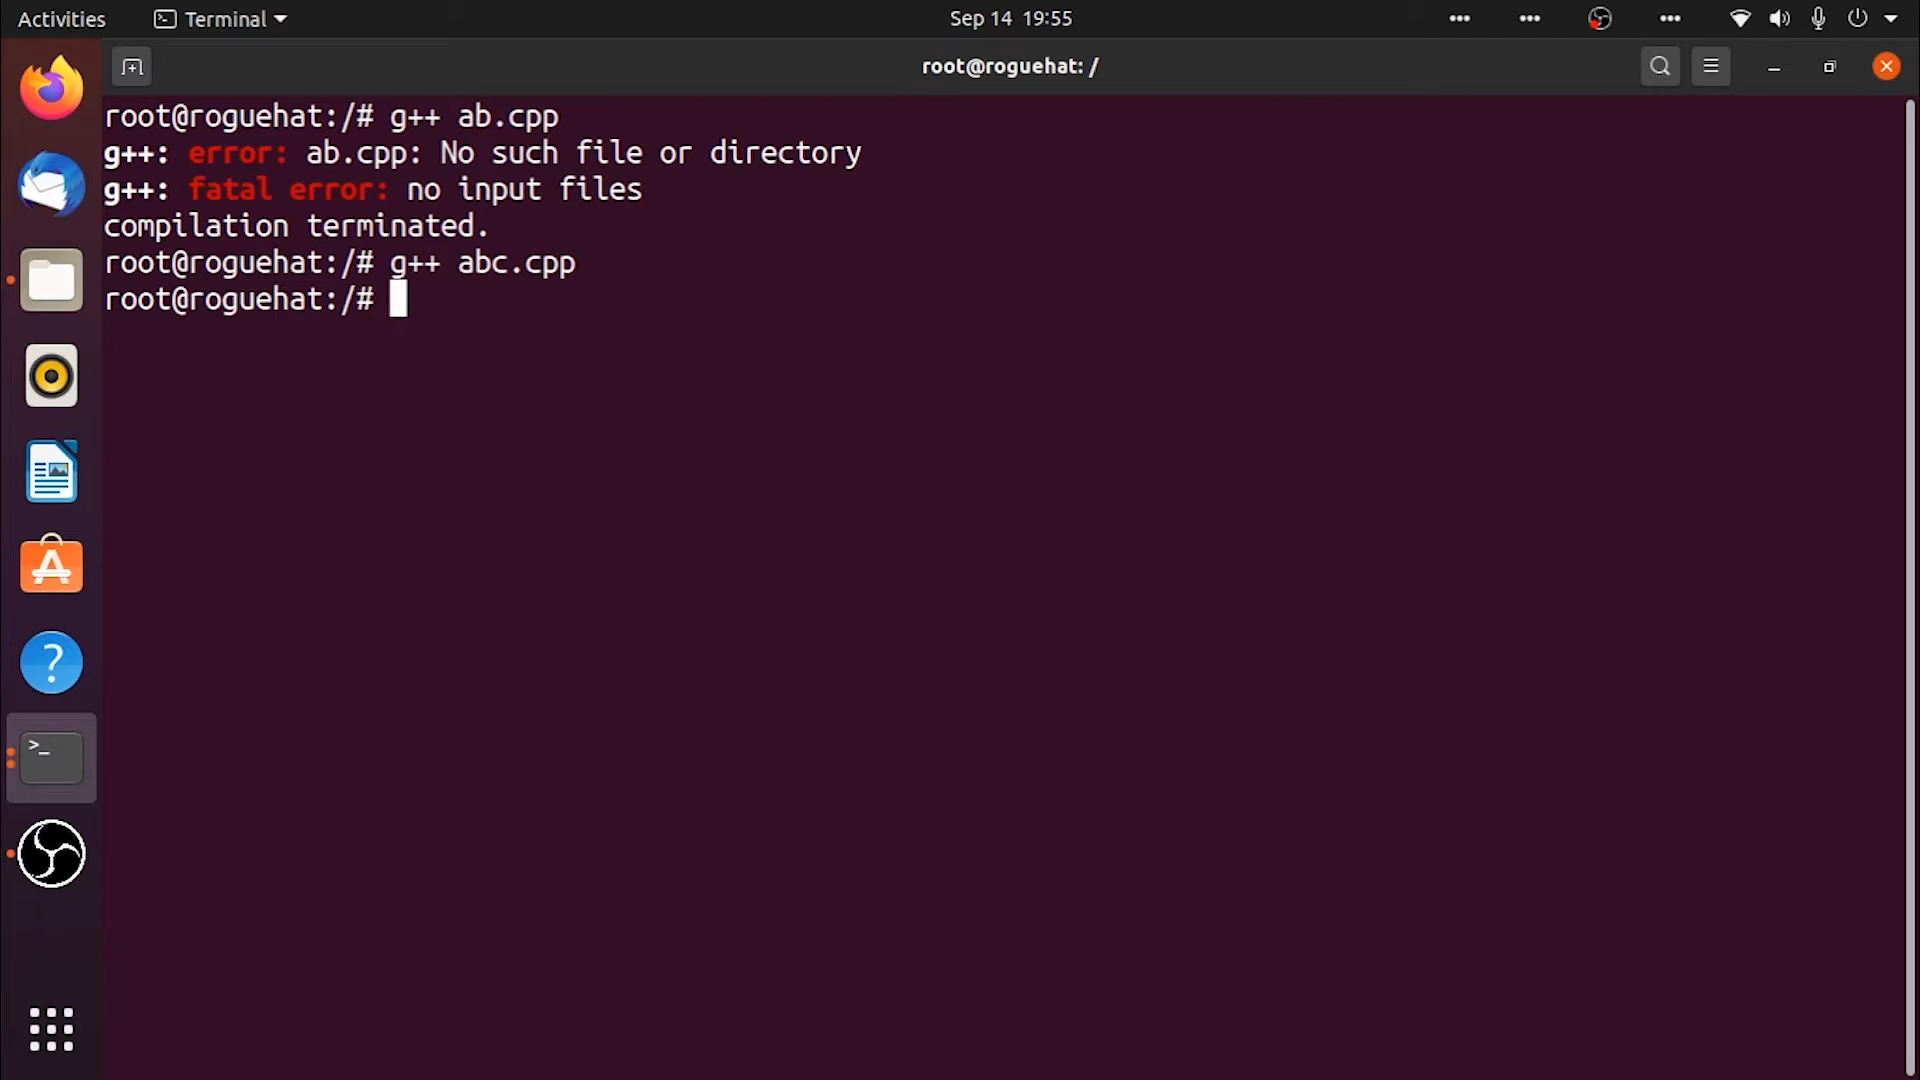 Activities
Terminal
Sep 14 19:55
root@roguehat: /
root@roguehat:/# g++ ab.cpp
g++: error: ab.cpp: No such file or directory
g++: fatal error: no input files
compilation terminated.
root@roguehat:/# g++ abc.cpp
root@roguehat:/#